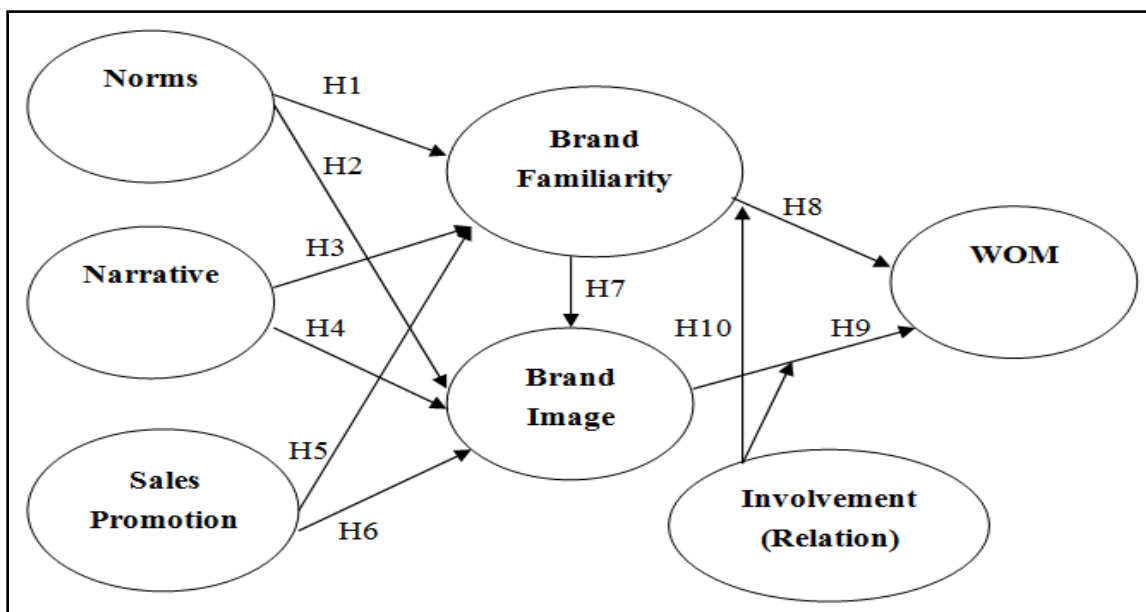 Norms
H1
Brand
Familiarity
H2
H8
WOM
Narrative
H3
H7
H4
H10
H9
Brand
Image
H5
Sales
Promotion
H6
Involvement
(Relation)